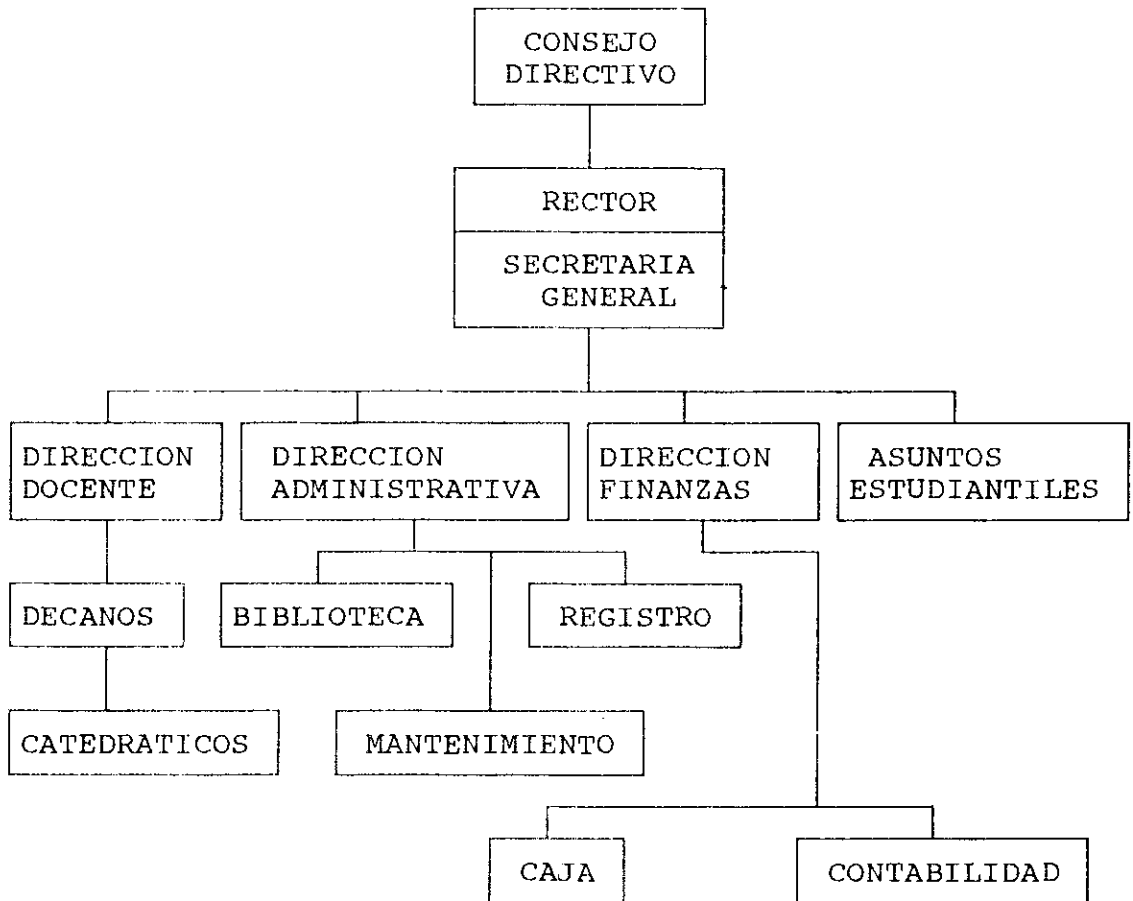 CONSEJO
DIRECTIVO
RECTOR
SECRETARIA
GENERAL
DIRECCION
DOCENTE
DIRECCION
ADMINISTRATIVA
DIRECCION
FINANZAS
ASUNTOS
ESTUDIANTILES
DECANOS
BIBLIOTECA
REGISTRO
CATEDRATICOS
MANTENIMIENTO
CAJA
CONTABILIDAD